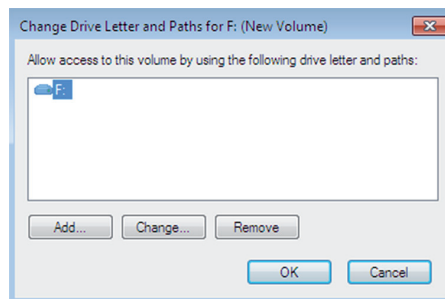 Change Drive Letter and Paths for F: (New Volume)
Allow access to this volume by using the following drive letter and paths:
F:
Add... Change... Remove
OK Cancel